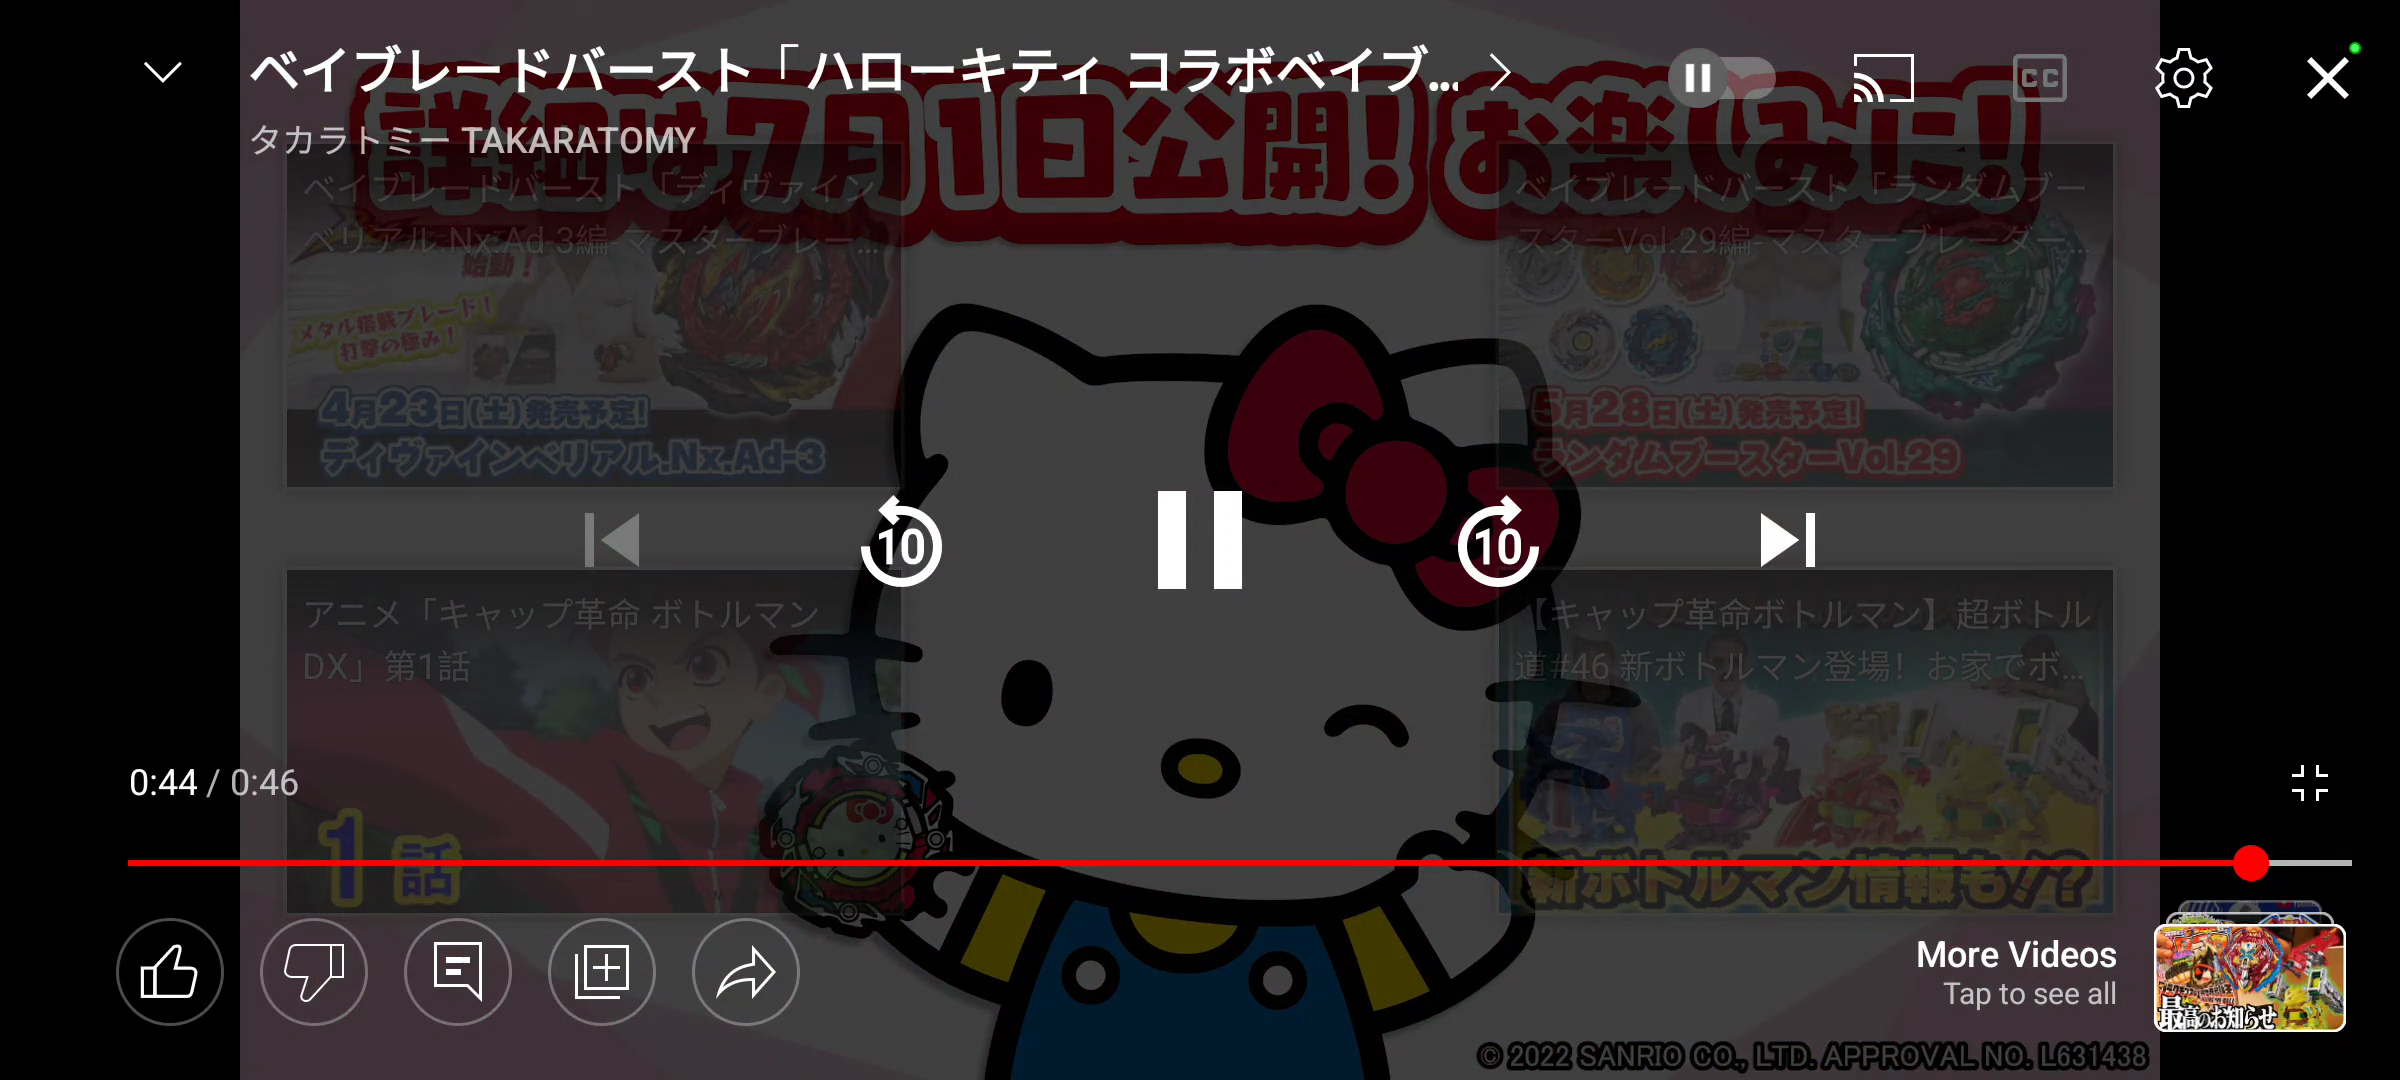 ベイブレードバースト「ハローキティ コラボベイブ...
タカラトミー TAKARATOMY
詳細は7月1日公開!お楽しみに!
ベイブレードバースト「ディヴァイン
ベリアル.Nx.Ad-3編-マスターブレー...
始動!
メタル搭載ブレード!
打撃の極み!
4月23日(土)発売予定!
ディヴァインベリアル.Nx.Ad-3
ベイブレードバースト「ランダムブー
スターVol.29編-マスターブレーダー...
5月28日(土)発売予定!
ランダムブースターVol.29
10
10
アニメ「キャップ革命 ボトルマン
DX」第1話
1話
【キャップ革命ボトルマン】超ボトル
道#46 新ボトルマン登場！お家でボ...
新ボトルマン情報も!?
CC
0:44 / 0:46
More Videos
Tap to see all
最高のお知らせ
© 2022 SANRIO CO., LTD. APPROVAL NO. L631438